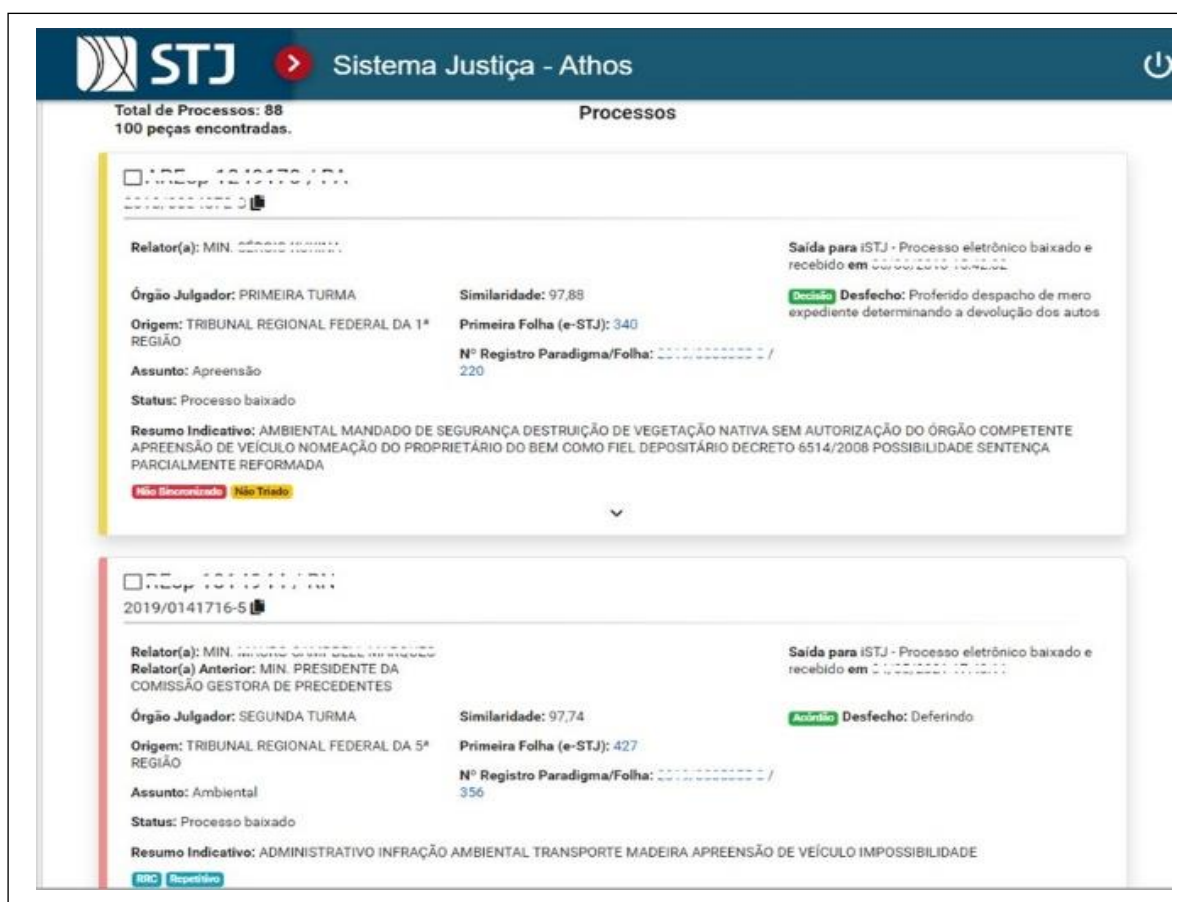 STJ
Sistema Justiça - Athos
Total de Processos: 88
100 peças encontradas.
Processos
Relator(a): MIN.
Saída para iSTJ - Processo eletrônico baixado e
recebido em
Órgão Julgador: PRIMEIRA TURMA
Similaridade: 97,88
Decisão Desfecho: Proferido despacho de mero
expediente determinando a devolução dos autos
Origem: TRIBUNAL REGIONAL FEDERAL DA 1ª
REGIÃO
Primeira Folha (e-STJ): 340
Nº Registro Paradigma/Folha: /
220
Assunto: Apreensão
Status: Processo baixado
Resumo Indicativo: AMBIENTAL MANDADO DE SEGURANÇA DESTRUIÇÃO DE VEGETAÇÃO NATIVA SEM AUTORIZAÇÃO DO ÓRGÃO COMPETENTE
APREENSÃO DE VEÍCULO NOMEAÇÃO DO PROPRIETÁRIO DO BEM COMO FIEL DEPOSITÁRIO DECRETO 6514/2008 POSSIBILIDADE SENTENÇA
PARCIALMENTE REFORMADA
Não Sincronizado Não Triado
2019/0141716-5
Relator(a): MIN.
Relator(a) Anterior: MIN. PRESIDENTE DA
COMISSÃO GESTORA DE PRECEDENTES
Saída para iSTJ - Processo eletrônico baixado e
recebido em
Órgão Julgador: SEGUNDA TURMA
Similaridade: 97,74
Acórdão Desfecho: Deferindo
Origem: TRIBUNAL REGIONAL FEDERAL DA 5ª
REGIÃO
Primeira Folha (e-STJ): 427
Nº Registro Paradigma/Folha: /
356
Assunto: Ambiental
Status: Processo baixado
Resumo Indicativo: ADMINISTRATIVO INFRAÇÃO AMBIENTAL TRANSPORTE MADEIRA APREENSÃO DE VEÍCULO IMPOSSIBILIDADE
RRC Repetitivo